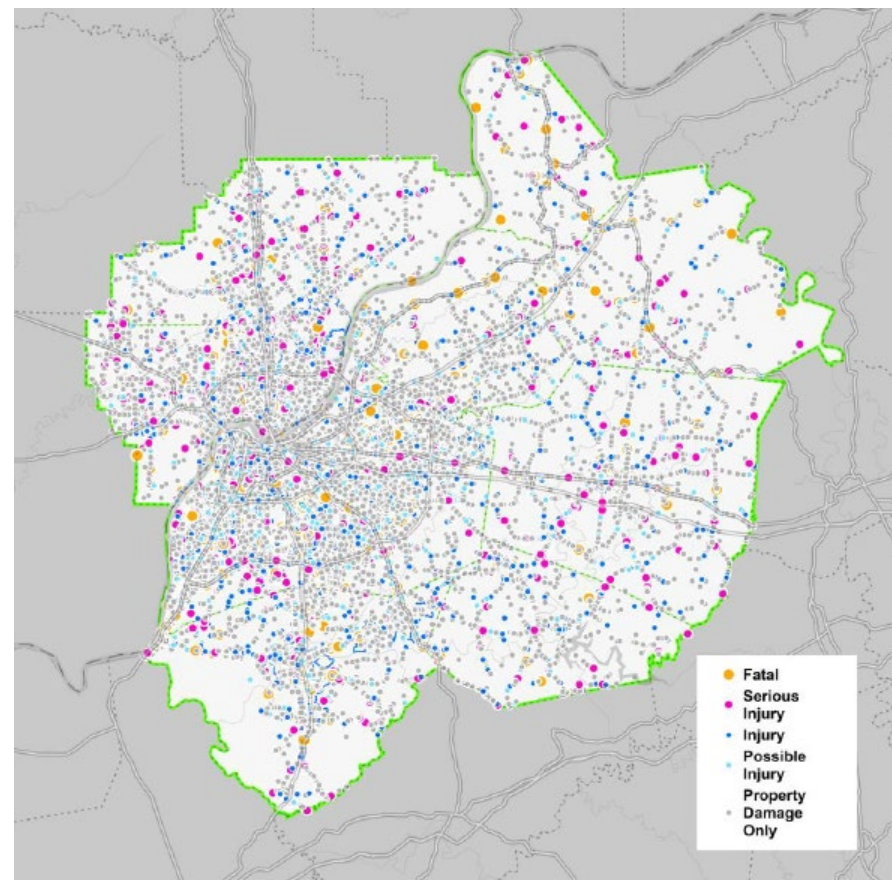 Fatal
Serious
Injury
Injury
Possible
Injury
Property
Damage
Only